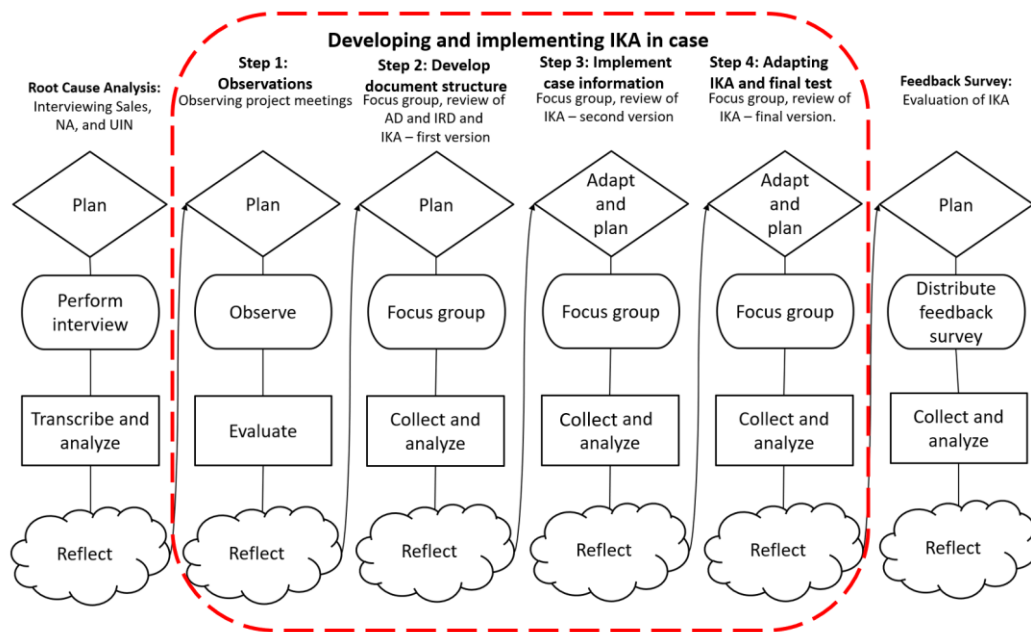 Developing and implementing IKA in case
Root Cause Analysis:
Interviewing Sales,
NA, and UIN
Step 1:
Observations
Observing project meetings
Step 2: Develop
document structure
Focus group, review of
AD and IRD and
IKA – first version
Step 3: Implement
case information
Focus group, review of
IKA – second version
Step 4: Adapting
IKA and final test
Focus group, review of
IKA – final version.
Feedback Survey:
Evaluation of IKA
Plan
Plan
Plan
Adapt
and
plan
Adapt
and
plan
Plan
Perform
interview
Observe
Focus group
Focus group
Focus group
Distribute
feedback
survey
Transcribe and
analyze
Evaluate
Collect and
analyze
Collect and
analyze
Collect and
analyze
Collect and
analyze
Reflect
Reflect
Reflect
Reflect
Reflect
Reflect